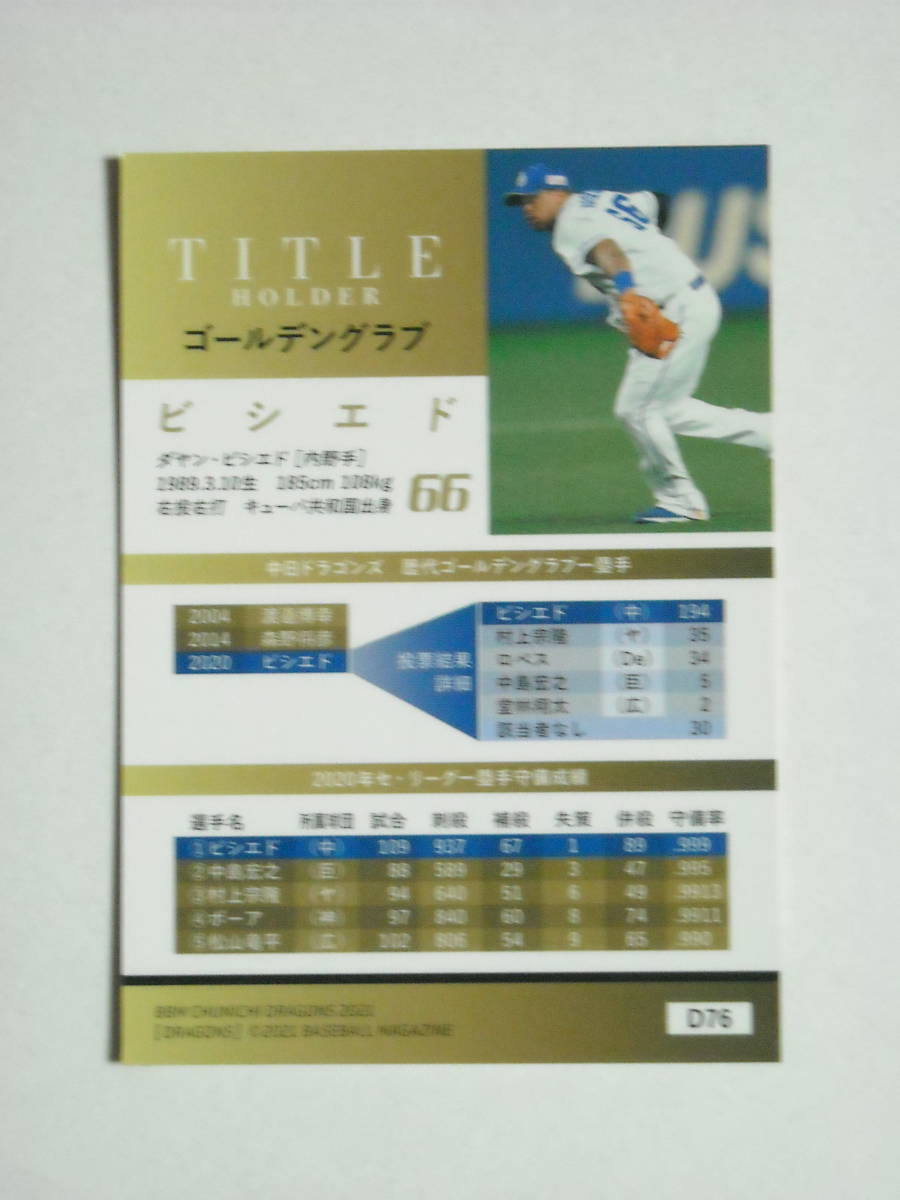 TITLE
HOLDER
ゴールデングラブ
ビシエド
ダヤン・ビシエド [内野手]
1989.3.10生 185cm 108kg
右投右打 キューバ共和国出身
66
66
US
中日ドラゴンズ 歴代ゴールデングラブ一塁手
2004 渡邉博幸
2014 森野将彦
2020 ビシエド
投票結果
詳細
ビシエド (中) 194
村上宗隆 (ヤ) 35
ロペス (De) 34
中島宏之 (巨) 5
堂林翔太 (広) 2
該当者なし 30
2020年セ・リーグ一塁手守備成績
選手名 所属球団 試合 刺殺 補殺 失策 併殺 守備率
①ビシエド (中) 109 937 67 1 89 .999
②中島宏之 (巨) 88 589 29 3 47 .995
③村上宗隆 (ヤ) 94 640 51 6 49 .9913
④ボーア (神) 97 840 60 8 74 .9911
⑤松山竜平 (広) 102 806 54 9 65 .990
BBM CHUNICHI DRAGONS 2021
[DRAGONS] ©2021 BASEBALL MAGAZINE
D76